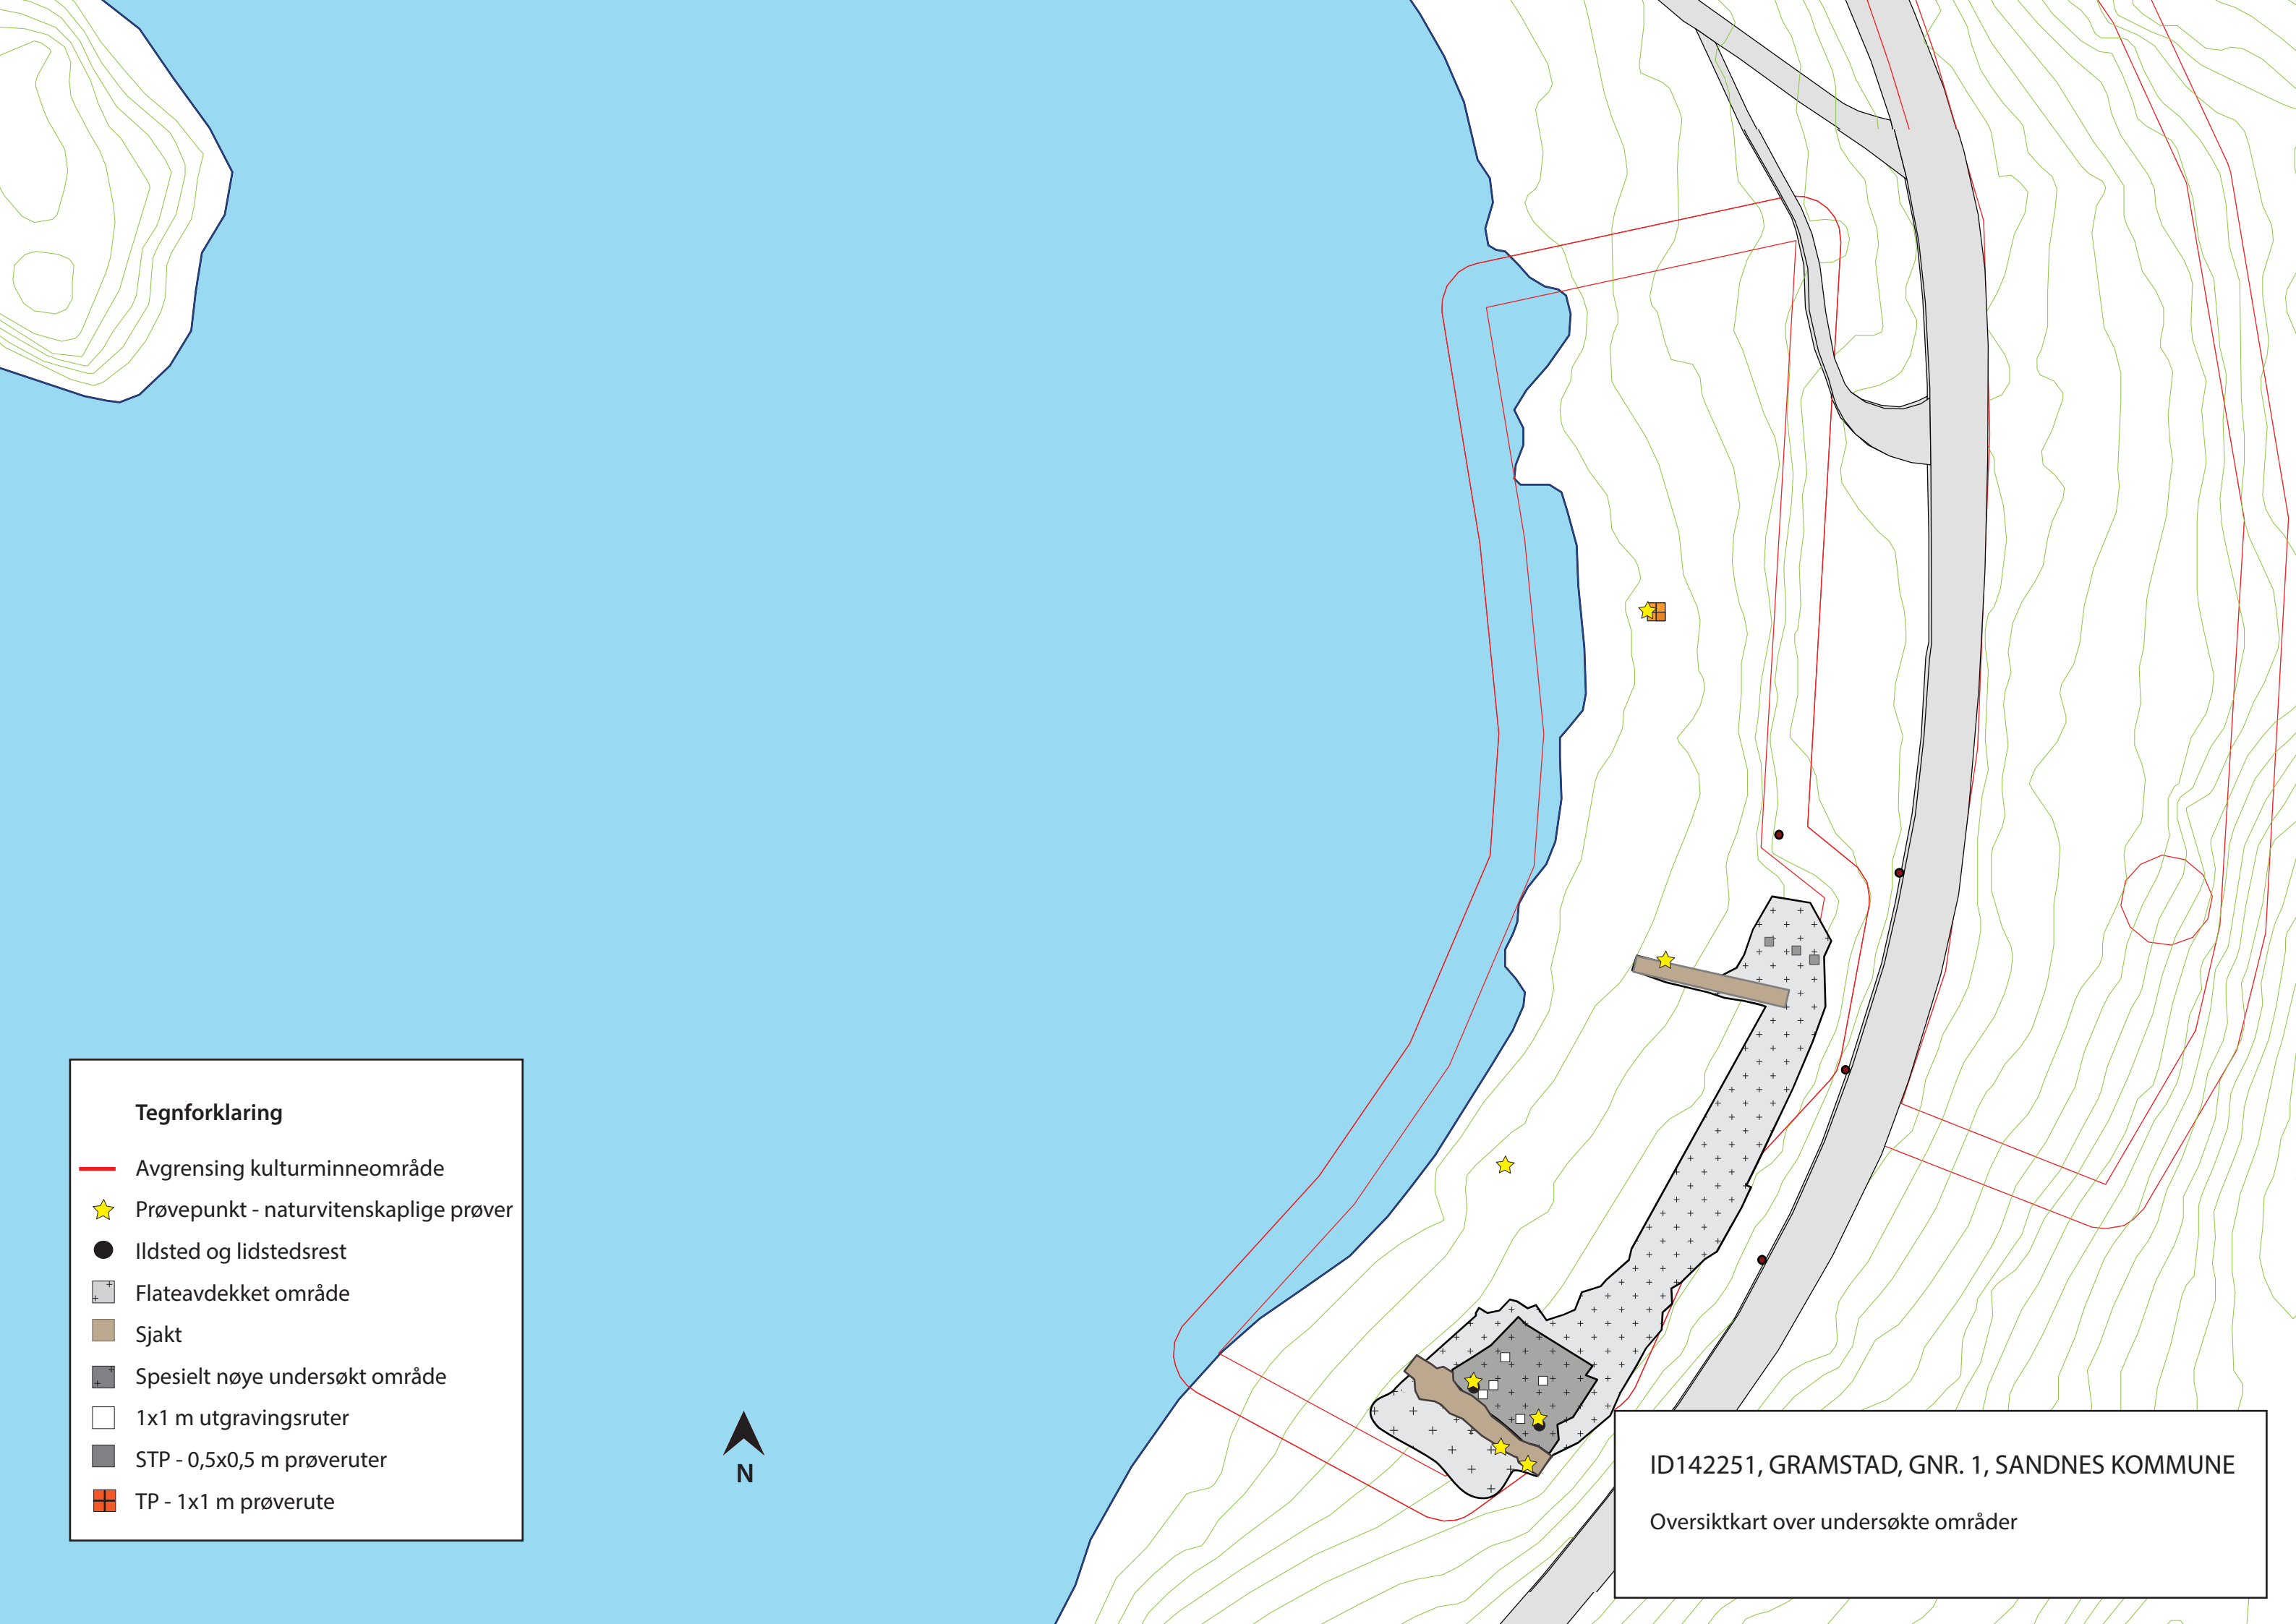 Tegnforklaring
Avgrensing kulturminneområde
Prøvepunkt - naturvitenskaplige prøver
Ildsted og lidstedsrest
Flateavdekket område
Sjakt
Spesielt nøye undersøkt område
1x1 m utgravingsruter
STP - 0,5x0,5 m prøveruter
TP - 1x1 m prøverute
N
ID142251, GRAMSTAD, GNR. 1, SANDNES KOMMUNE
Oversiktkart over undersøkte områder